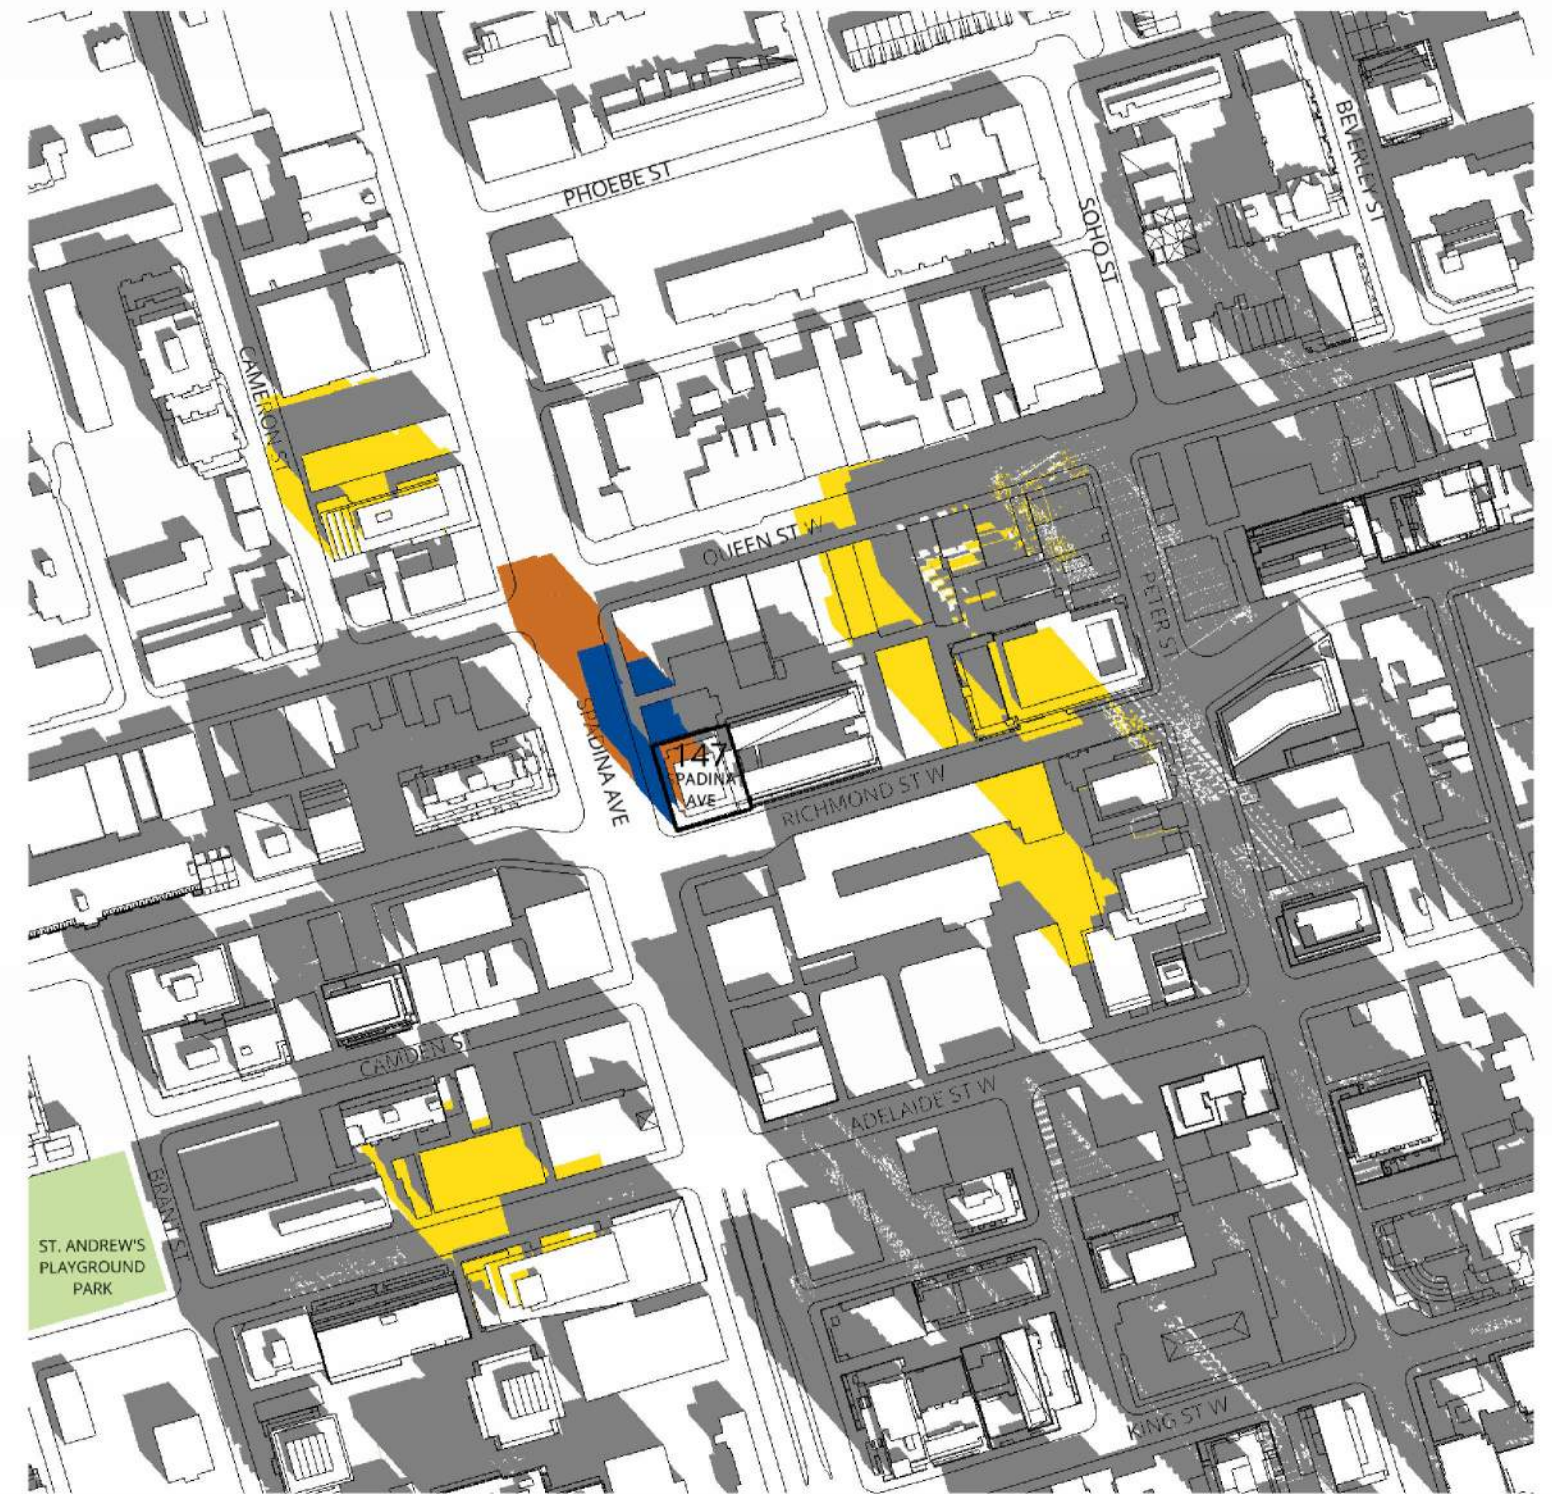 BEVERLEY ST
PHOEBE ST
SOHO ST
CAMERON ST
QUEEN ST W
PETER ST
SPADINA AVE
147
SPADINA
AVE
RICHMOND ST W
CAMDEN ST
ADELAIDE ST W
BRANT ST
ST. ANDREW'S
PLAYGROUND
PARK
KING ST W